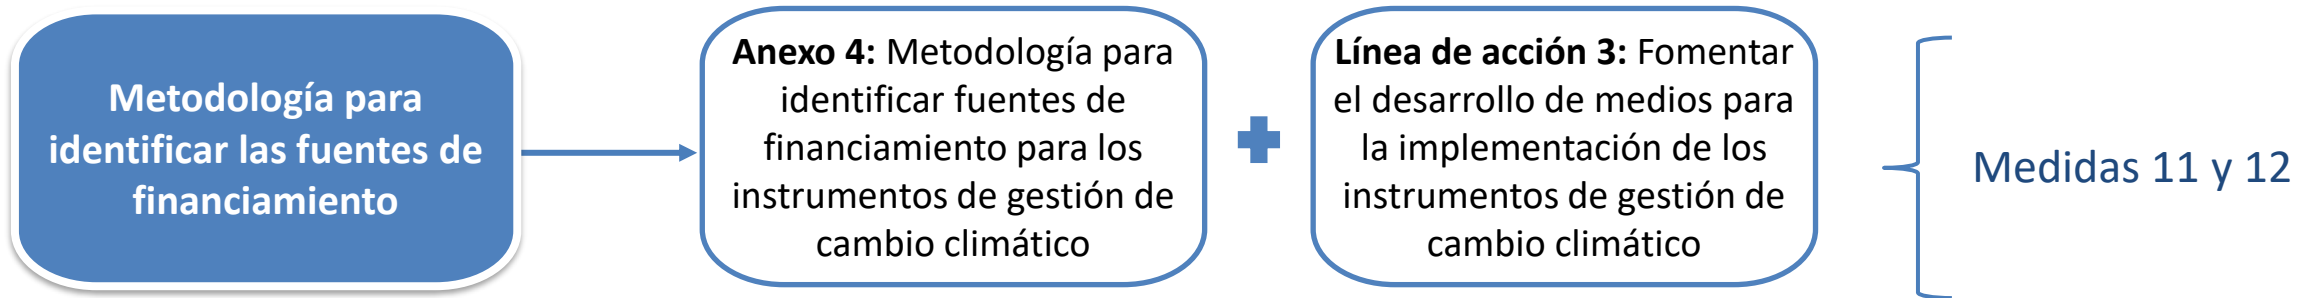 Metodología para
identificar las fuentes de
financiamiento
Anexo 4: Metodología para
identificar fuentes de
financiamiento para los
instrumentos de gestión de
cambio climático
Línea de acción 3: Fomentar
el desarrollo de medios para
la implementación de los
instrumentos de gestión de
cambio climático
Medidas 11 y 12